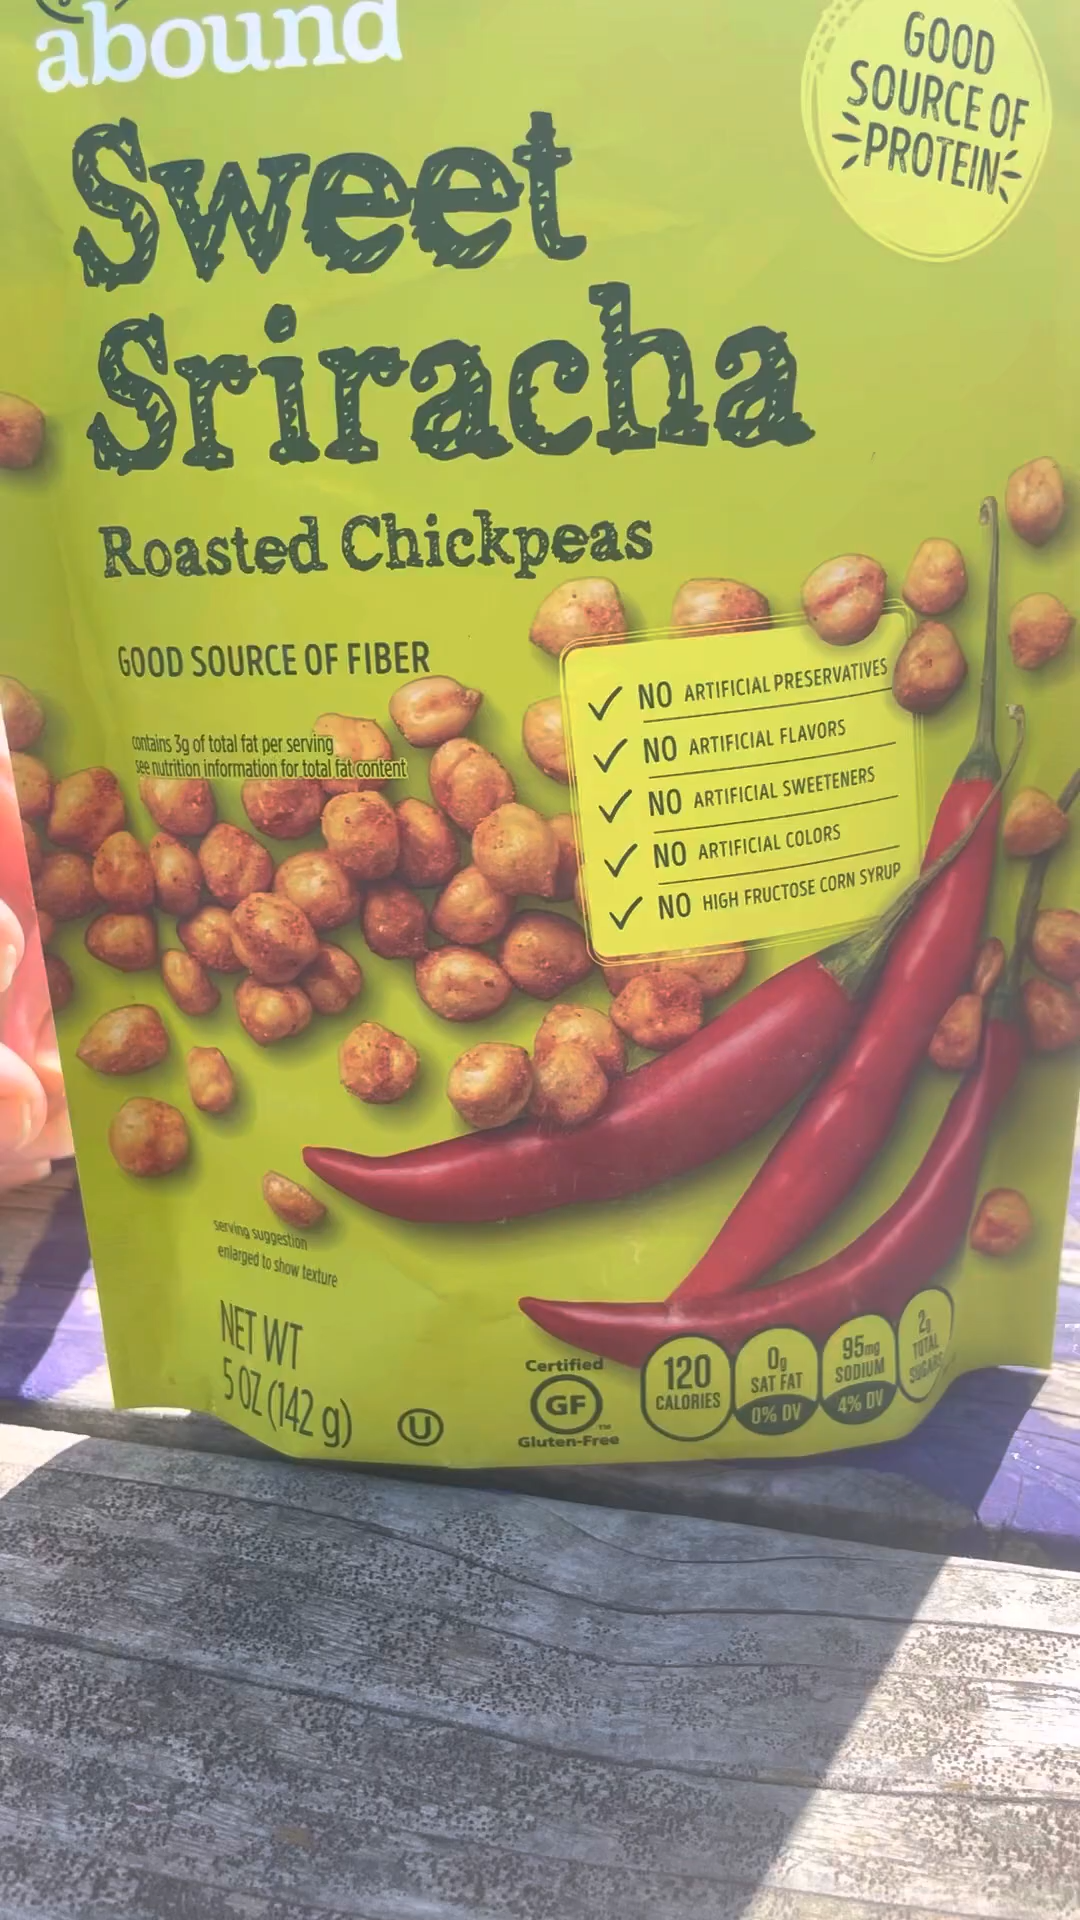 abound
GOOD
SOURCE OF
PROTEIN
Sweet
Sriracha
Roasted Chickpeas
GOOD SOURCE OF FIBER
contains 3g of total fat per serving
see nutrition information for total fat content
NO ARTIFICIAL PRESERVATIVES
NO ARTIFICIAL FLAVORS
NO ARTIFICIAL SWEETENERS
NO ARTIFICIAL COLORS
NO HIGH FRUCTOSE CORN SYRUP
serving suggestion
enlarged to show texture
NET WT
5 OZ (142 g)
U
Certified
GF
TM
Gluten-Free
120
CALORIES
0g
SAT FAT
0% DV
95mg
SODIUM
4% DV
2g
TOTAL
SUGARS